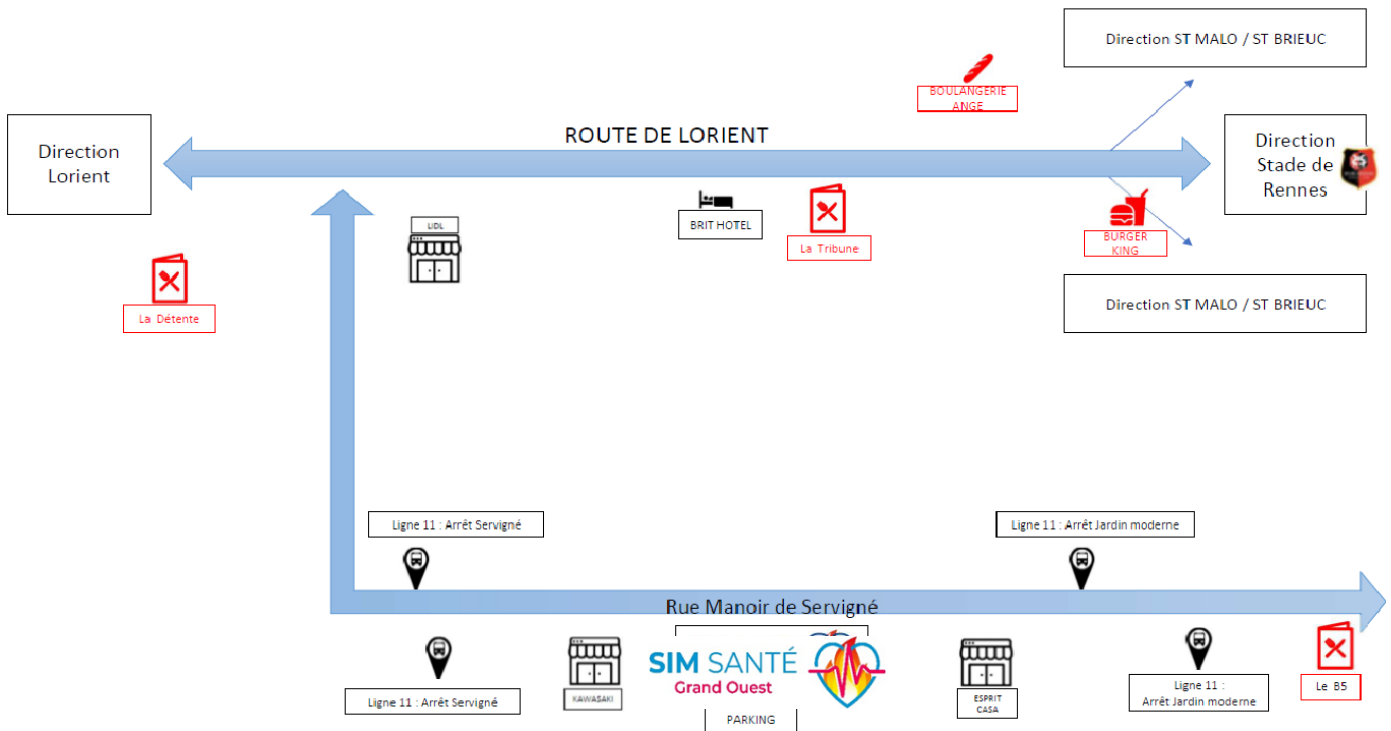 Direction ST MALO / ST BRIEUC
BOULANGERIE
ANGE
ROUTE DE LORIENT
Direction
Lorient
Direction
Stade de
Rennes
LIDL
BRIT HOTEL
La Tribune
BURGER
KING
La Détente
Direction ST MALO / ST BRIEUC
Ligne 11 : Arrêt Servigné
Ligne 11 : Arrêt Jardin moderne
Rue Manoir de Servigné
SIM SANTÉ
Grand Ouest
Ligne 11 : Arrêt Servigné
KAWASAKI
ESPRIT
CASA
Ligne 11 :
Arrêt Jardin moderne
Le B5
PARKING